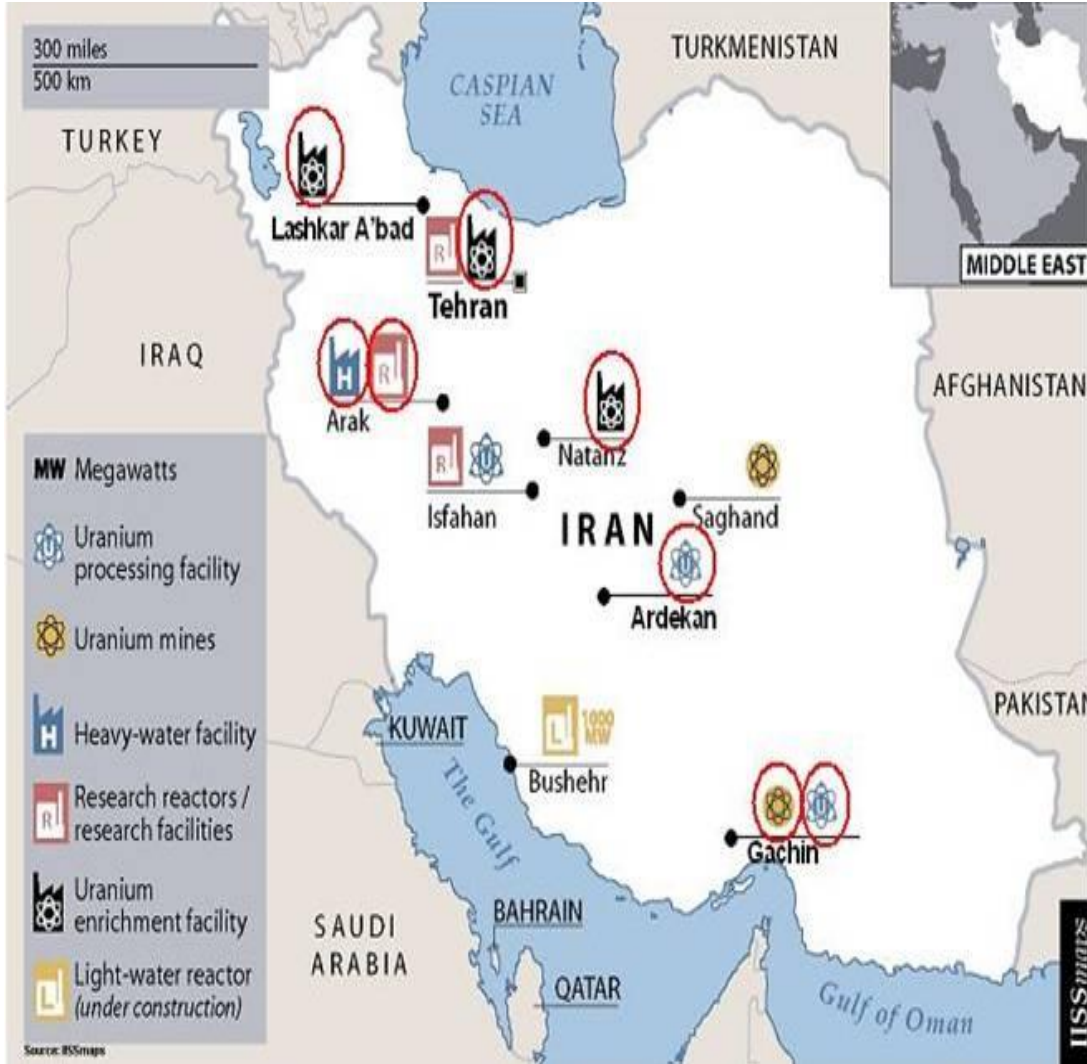 300 miles
500 km
TURKMENISTAN
CASPIAN
SEA
TURKEY
Lashkar A'bad
R
Tehran
MIDDLE EAST
IRAQ
AFGHANISTAN
H
R
Arak
Natanz
R
U
Isfahan
Saghand
IRAN
U
Ardekan
MW Megawatts
U
Uranium
processing facility
Uranium mines
H
Heavy-water facility
R
Research reactors /
research facilities
Uranium
enrichment facility
L
Light-water reactor
(under construction)
PAKISTAN
KUWAIT
L
1000
MW
Bushehr
The Gulf
U
Gachin
BAHRAIN
SAUDI
ARABIA
QATAR
Gulf of Oman
IISSmaps
Source: IISSmaps